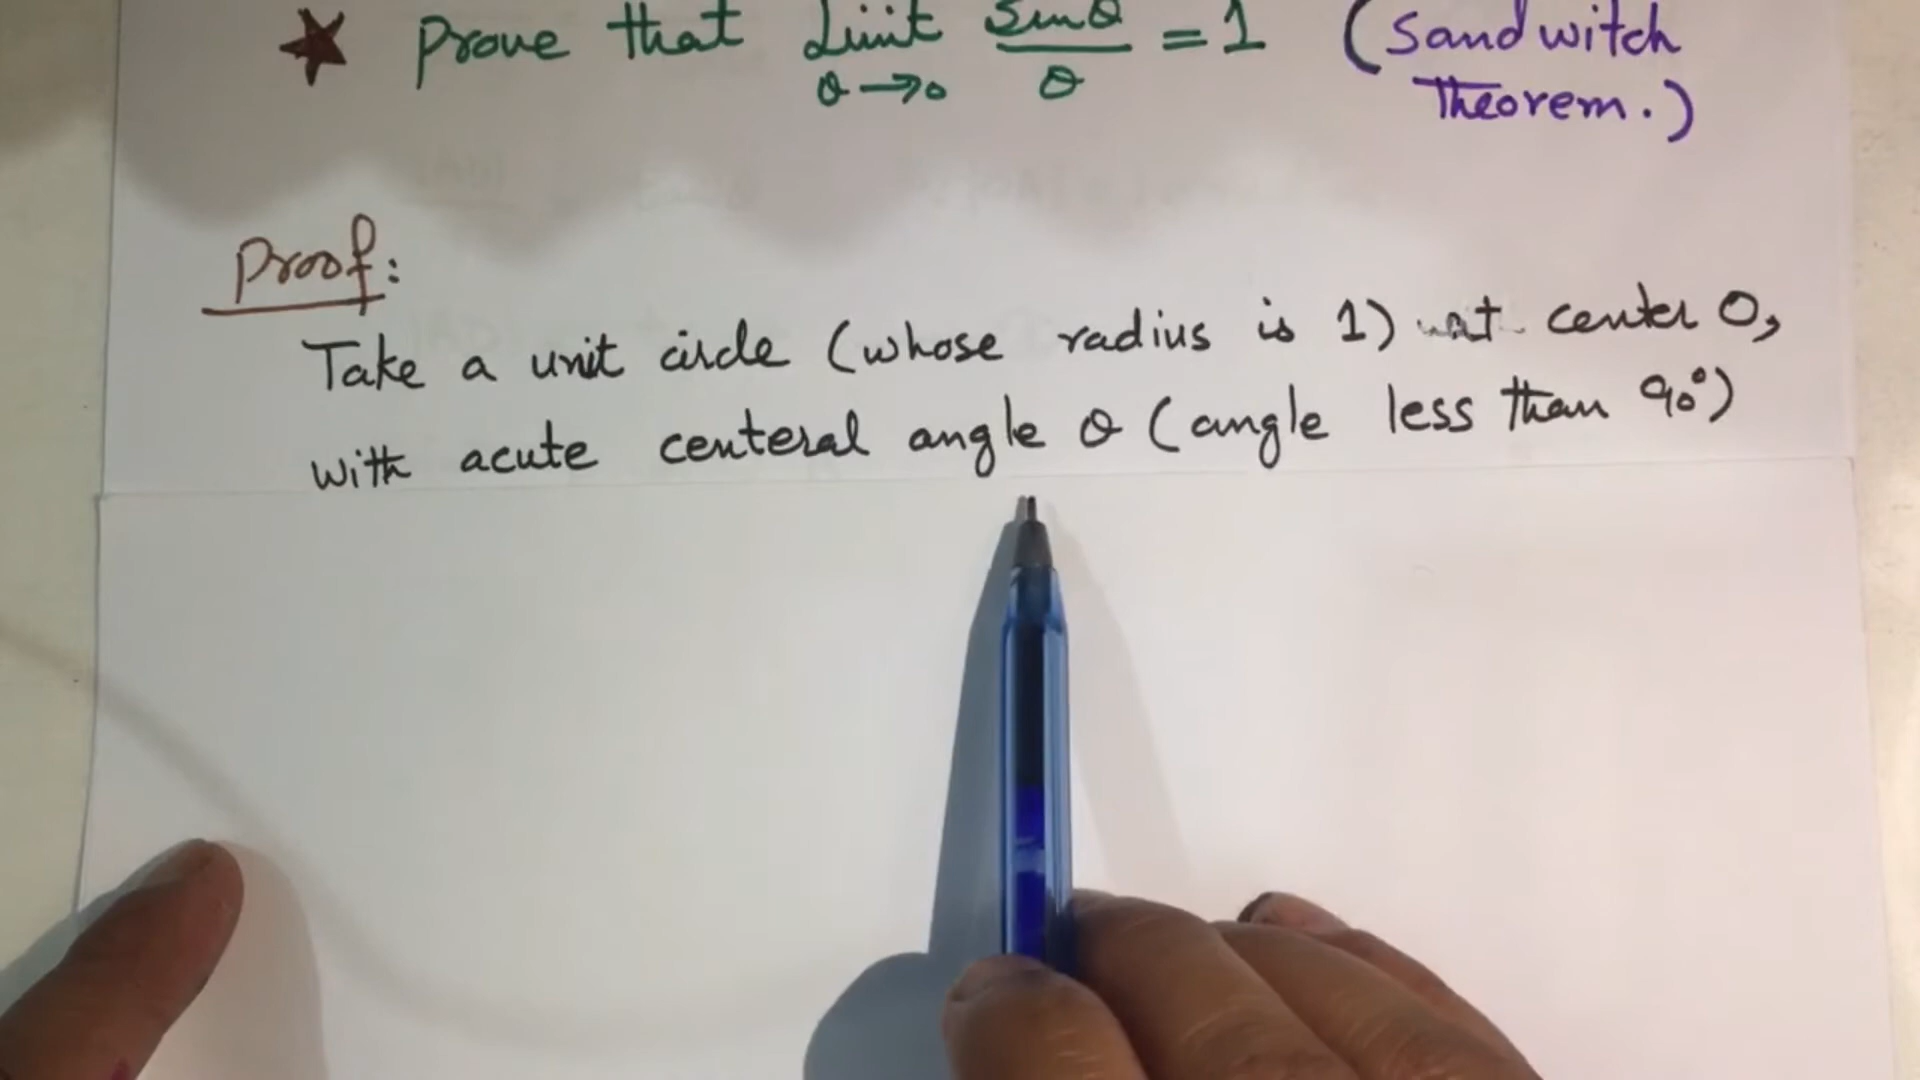 ★ Prove that Limit sinθ/θ = 1 (Sandwitch
θ→0 Theorem.)
Proof:
Take a unit circle (whose radius is 1) at center O,
with acute centeral angle θ (angle less than 90°)